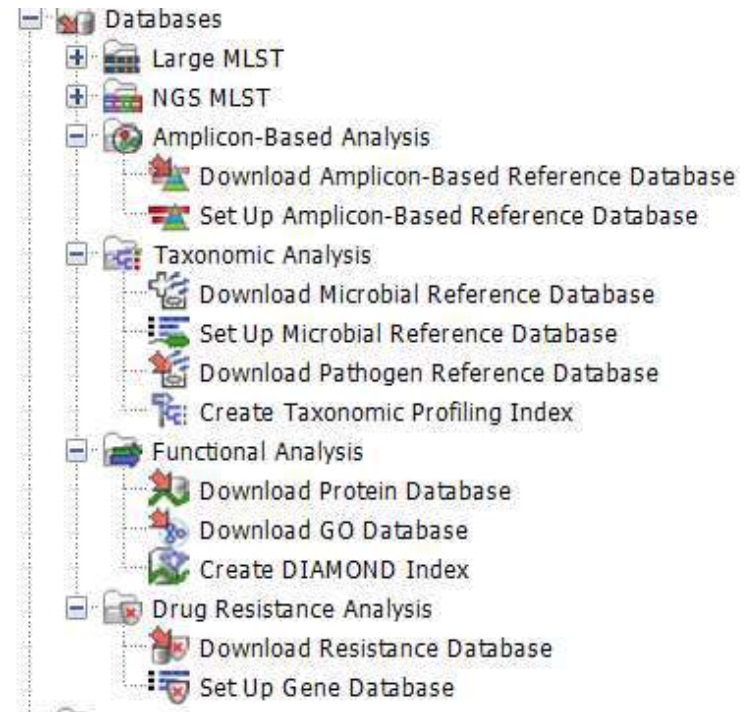 Databases
Large MLST
NGS MLST
Amplicon-Based Analysis
Download Amplicon-Based Reference Database
Set Up Amplicon-Based Reference Database
Taxonomic Analysis
Download Microbial Reference Database
Set Up Microbial Reference Database
Download Pathogen Reference Database
Create Taxonomic Profiling Index
Functional Analysis
Download Protein Database
Download GO Database
Create DIAMOND Index
Drug Resistance Analysis
Download Resistance Database
Set Up Gene Database